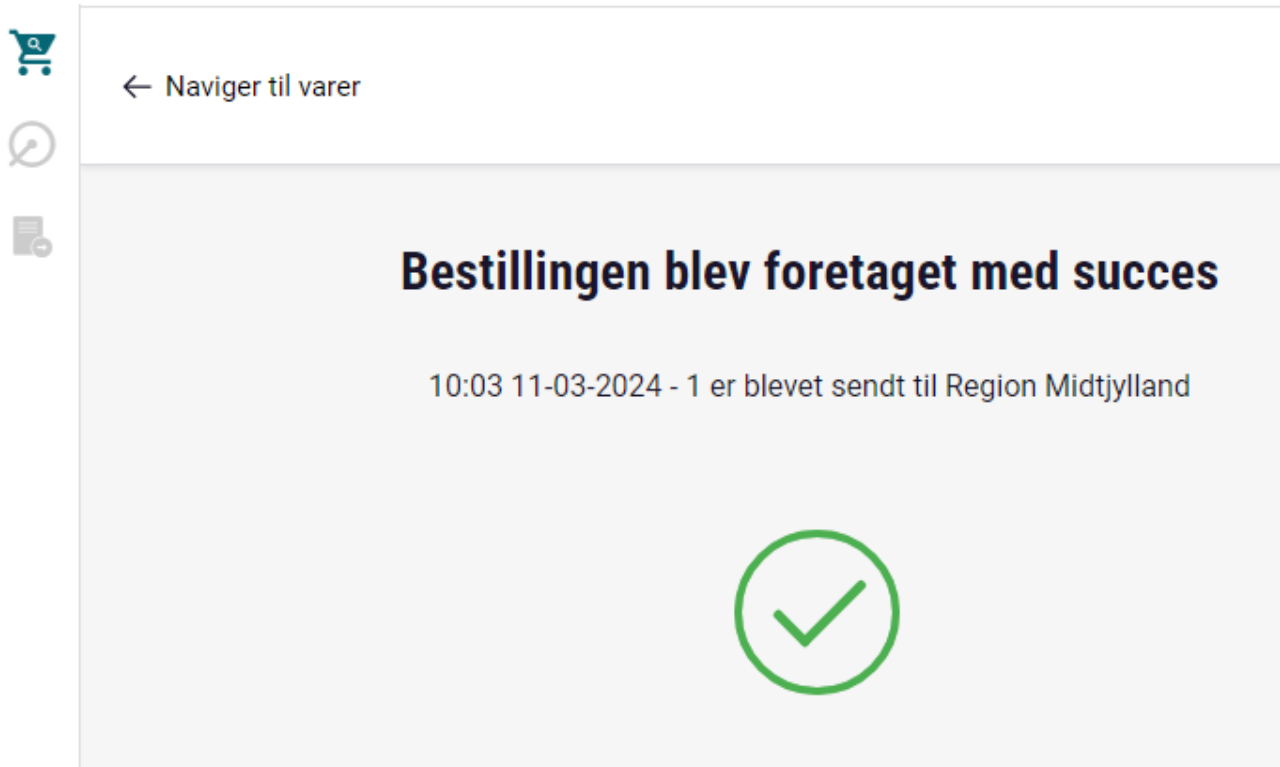 ← Naviger til varer
Bestillingen blev foretaget med succes
10:03 11-03-2024 - 1 er blevet sendt til Region Midtjylland